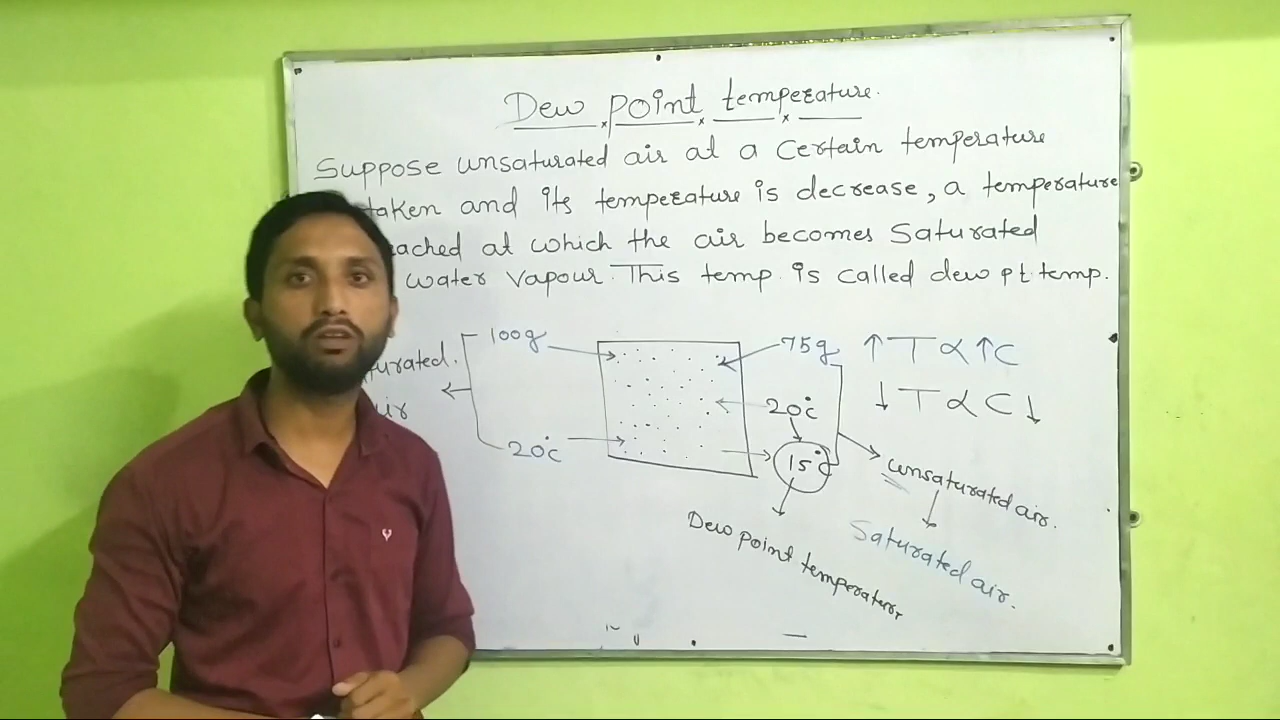 Dew point temperature.
Suppose unsaturated air at a certain temperature
taken and its temperature is decrease, a temperature
at which the air becomes saturated
water vapour. This temp. is called dew pt. temp.
100g
75g
↑ T ∝ ↑ C
↓ T ∝ C ↓
20°c
20°c
15°c
unsaturated air.
Saturated air.
Dew point temperature